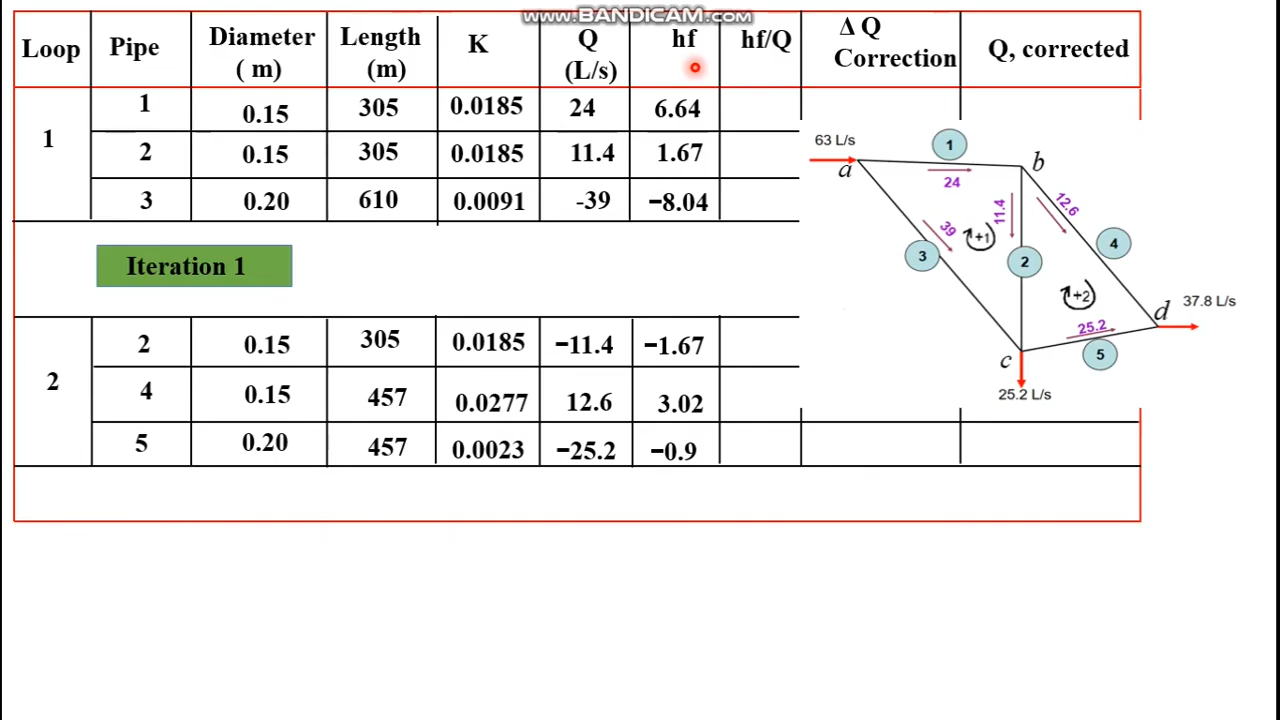 www.BANDICAM.com
Loop Pipe Diameter ( m) Length (m) K Q (L/s) hf hf/Q Δ Q Correction Q, corrected
1 1 0.15 305 0.0185 24 6.64
2 0.15 305 0.0185 11.4 1.67
3 0.20 610 0.0091 -39 −8.04
Iteration 1
2 2 0.15 305 0.0185 −11.4 −1.67
4 0.15 457 0.0277 12.6 3.02
5 0.20 457 0.0023 −25.2 −0.9
63 L/s
a
1
24
b
39
11.4
12.6
3
+1
2
4
+2
d
37.8 L/s
25.2
c
5
25.2 L/s